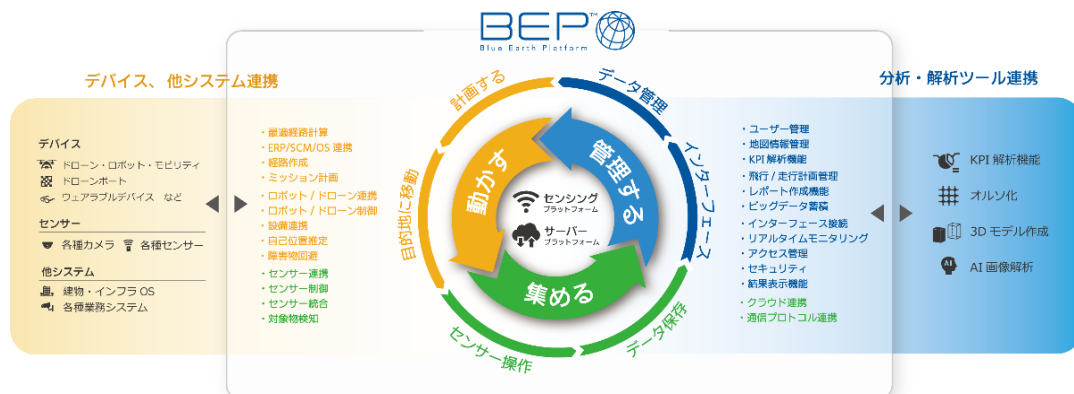 BEP™
Blue Earth Platform
デバイス、他システム連携
デバイス
ドローン・ロボット・モビリティ
ドローンポート
ウェアラブルデバイス など
センサー
各種カメラ 各種センサー
他システム
建物・インフラ OS
各種業務システム
・最適経路計算
・ERP/SCM/OS 連携
・経路作成
・ミッション計画
・ロボット / ドローン連携
・ロボット / ドローン制御
・設備連携
・自己位置推定
・障害物回避
・センサー連携
・センサー制御
・センサー統合
・対象物検知
計画する
目的地に移動
センサー操作
データ保存
インターフェース
データ管理
動かす
管理する
集める
センシング
プラットフォーム
サーバー
プラットフォーム
・ユーザー管理
・地図情報管理
・KPI 解析機能
・飛行 / 走行計画管理
・レポート作成機能
・ビッグデータ蓄積
・インターフェース接続
・リアルタイムモニタリング
・アクセス管理
・セキュリティ
・結果表示機能
・クラウド連携
・通信プロトコル連携
分析・解析ツール連携
KPI 解析機能
オルソ化
3D モデル作成
AI
AI 画像解析